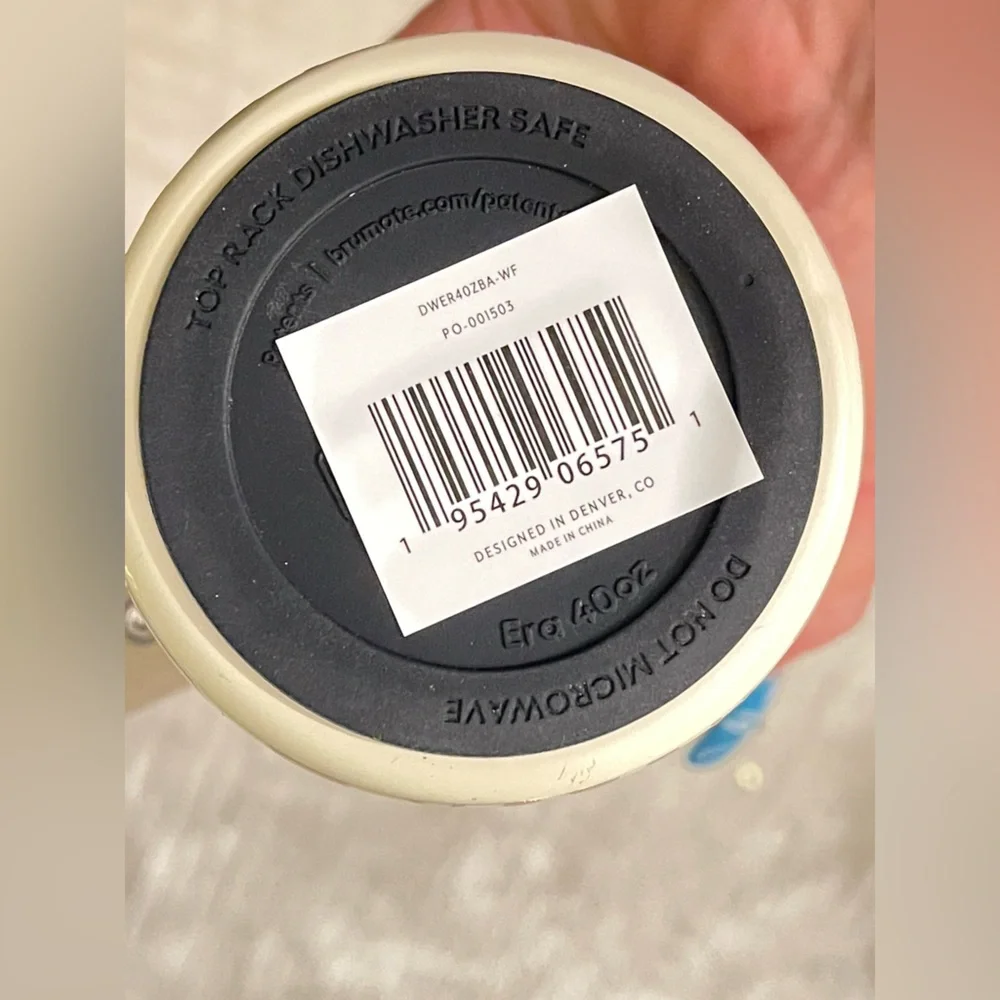 TOP RACK DISHWASHER SAFE
Patents | brumate.com/patents
DWER40ZBA-WF
PO-001503
1 95429 06575 1
DESIGNED IN DENVER, CO
MADE IN CHINA
Era 40oz
DO NOT MICROWAVE